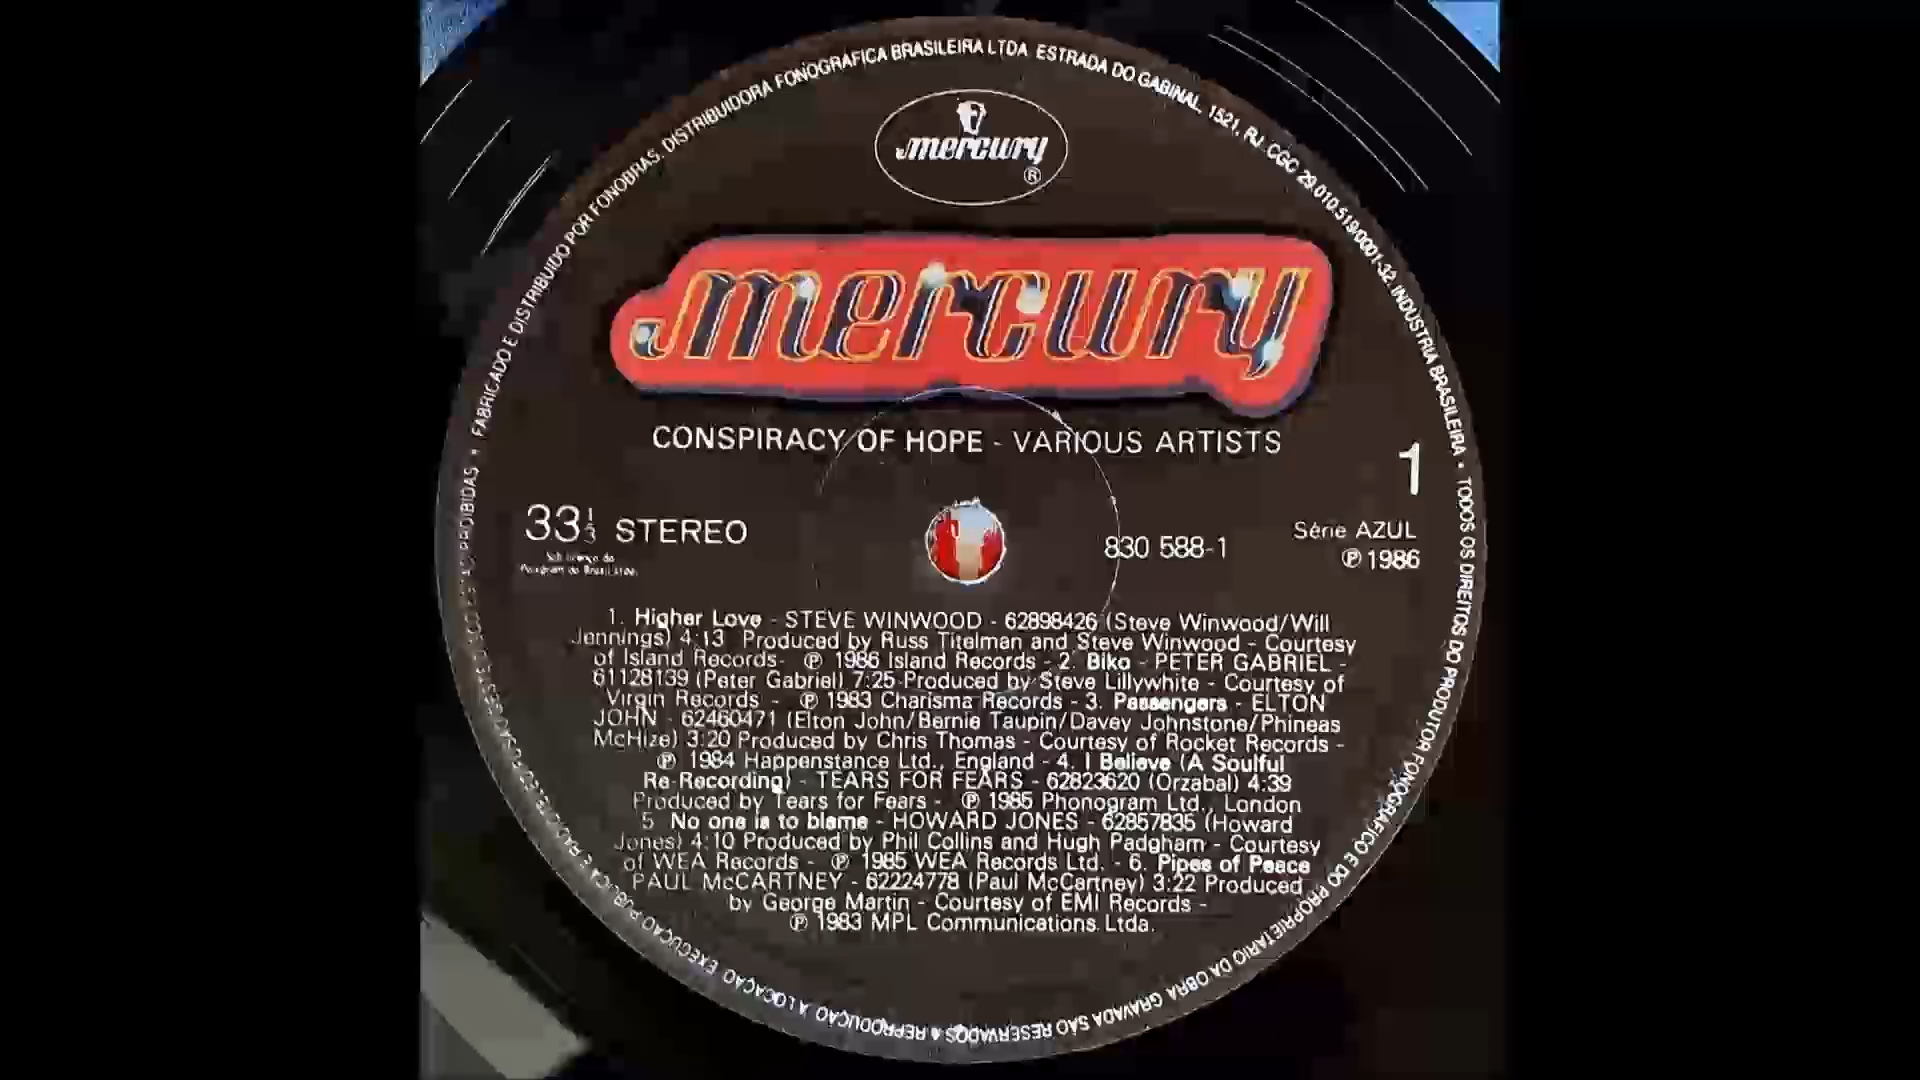 FABRICADO E DISTRIBUIDO POR FONOBRAS. DISTRIBUIDORA FONOGRAFICA BRASILEIRA LTDA ESTRADA DO GABINAL, 1521, RJ. CGC 29.010.519/0001-32. INDUSTRIA BRASILEIRA • TODOS OS DIREITOS DO PRODUTOR FONOGRAFICO E DO PROPRIETARIO DA OBRA GRAVADA SÃO RESERVADOS • REPRODUÇÃO A LOCAÇÃO EXECUÇÃO PUBLICA E PROIBIDAS •
mercury
®
mercury
CONSPIRACY OF HOPE - VARIOUS ARTISTS
1
33 1/3 STEREO
830 588-1
Série AZUL
℗ 1986
1. Higher Love - STEVE WINWOOD - 62898426 (Steve Winwood/Will
Jennings) 4:13 Produced by Russ Titelman and Steve Winwood - Courtesy
of Island Records- ℗ 1986 Island Records - 2. Biko - PETER GABRIEL -
61128139 (Peter Gabriel) 7:25 Produced by Steve Lillywhite - Courtesy of
Virgin Records - ℗ 1983 Charisma Records - 3. Passengers - ELTON
JOHN - 62460471 (Elton John/Bernie Taupin/Davey Johnstone/Phineas
McHize) 3:20 Produced by Chris Thomas - Courtesy of Rocket Records -
℗ 1984 Happenstance Ltd., England - 4. I Believe (A Soulful
Re-Recording) - TEARS FOR FEARS - 62823620 (Orzabal) 4:39
Produced by Tears for Fears - ℗ 1985 Phonogram Ltd., London
5 No one is to blame - HOWARD JONES - 62857835 (Howard
Jones) 4:10 Produced by Phil Collins and Hugh Padgham - Courtesy
of WEA Records - ℗ 1985 WEA Records Ltd. - 6. Pipes of Peace
PAUL McCARTNEY - 62224778 (Paul McCartney) 3:22 Produced
by George Martin - Courtesy of EMI Records -
℗ 1983 MPL Communications Ltda.